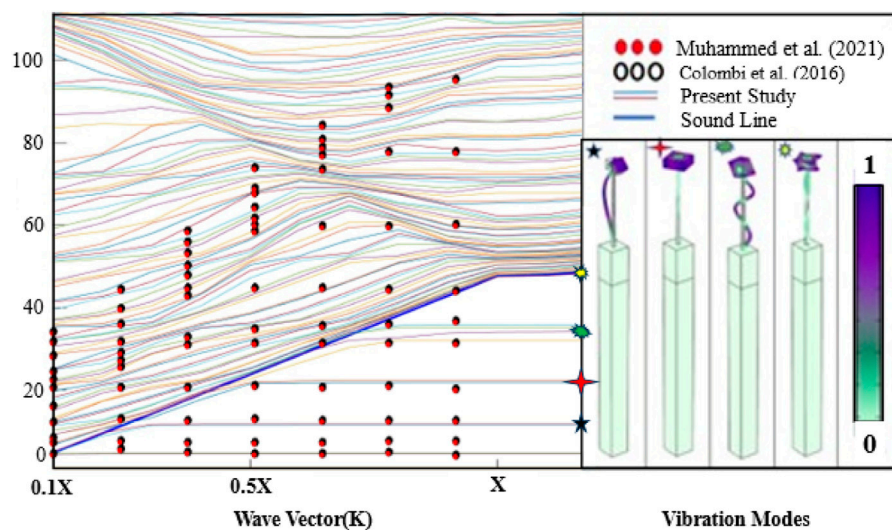 100
80
60
40
20
0
0.1X
0.5X
X
Wave Vector(K)
Muhammed et al. (2021)
Colombi et al. (2016)
Present Study
Sound Line
1
0
Vibration Modes